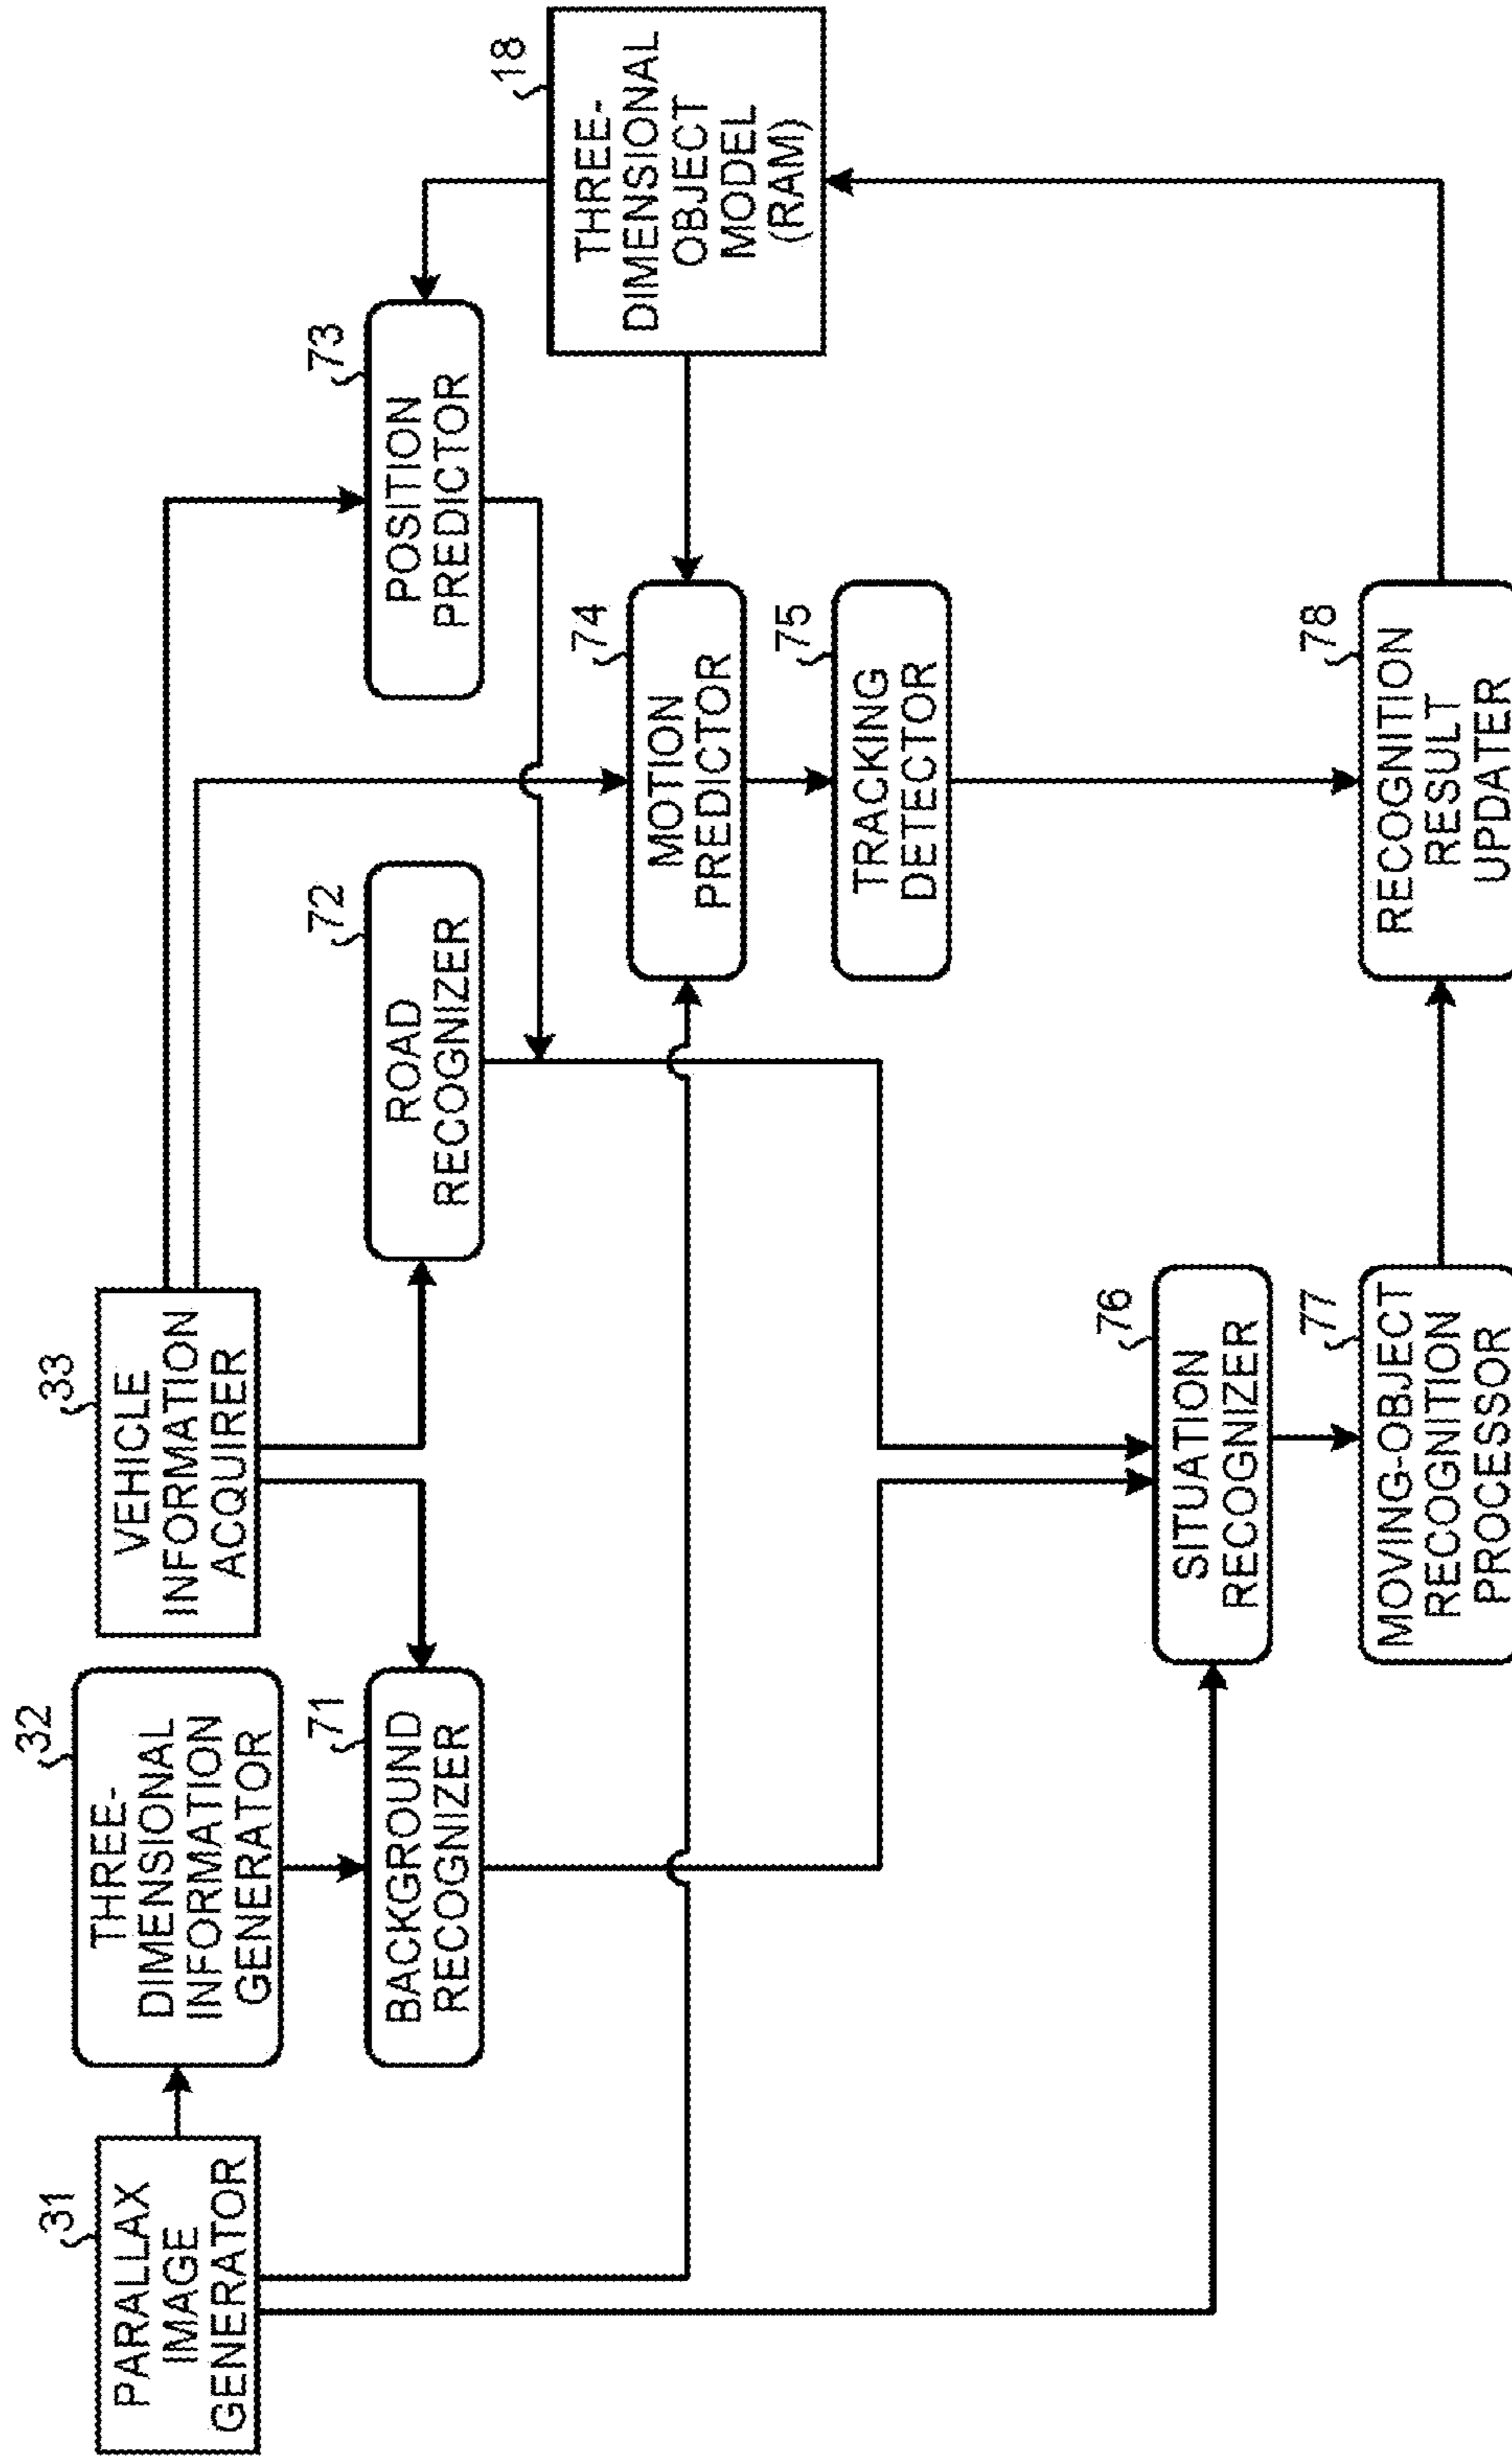 31
PARALLAX
IMAGE
GENERATOR
32
THREE-
DIMENSIONAL
INFORMATION
GENERATOR
33
VEHICLE
INFORMATION
ACQUIRER
71
BACKGROUND
RECOGNIZER
72
ROAD
RECOGNIZER
73
POSITION
PREDICTOR
18
THREE-
DIMENSIONAL
OBJECT
MODEL
(RAM)
74
MOTION
PREDICTOR
75
TRACKING
DETECTOR
76
SITUATION
RECOGNIZER
77
MOVING-OBJECT
RECOGNITION
PROCESSOR
78
RECOGNITION
RESULT
UPDATER